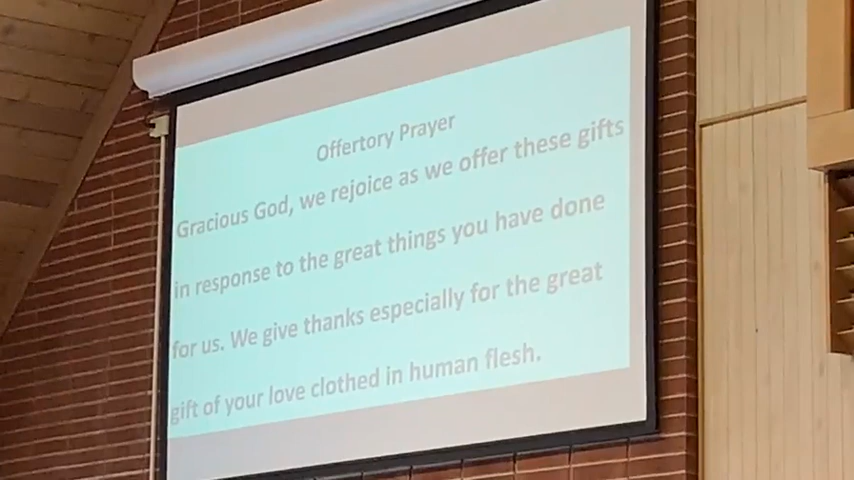 Offertory Prayer
Gracious God, we rejoice as we offer these gifts
in response to the great things you have done
for us. We give thanks especially for the great
gift of your love clothed in human flesh.